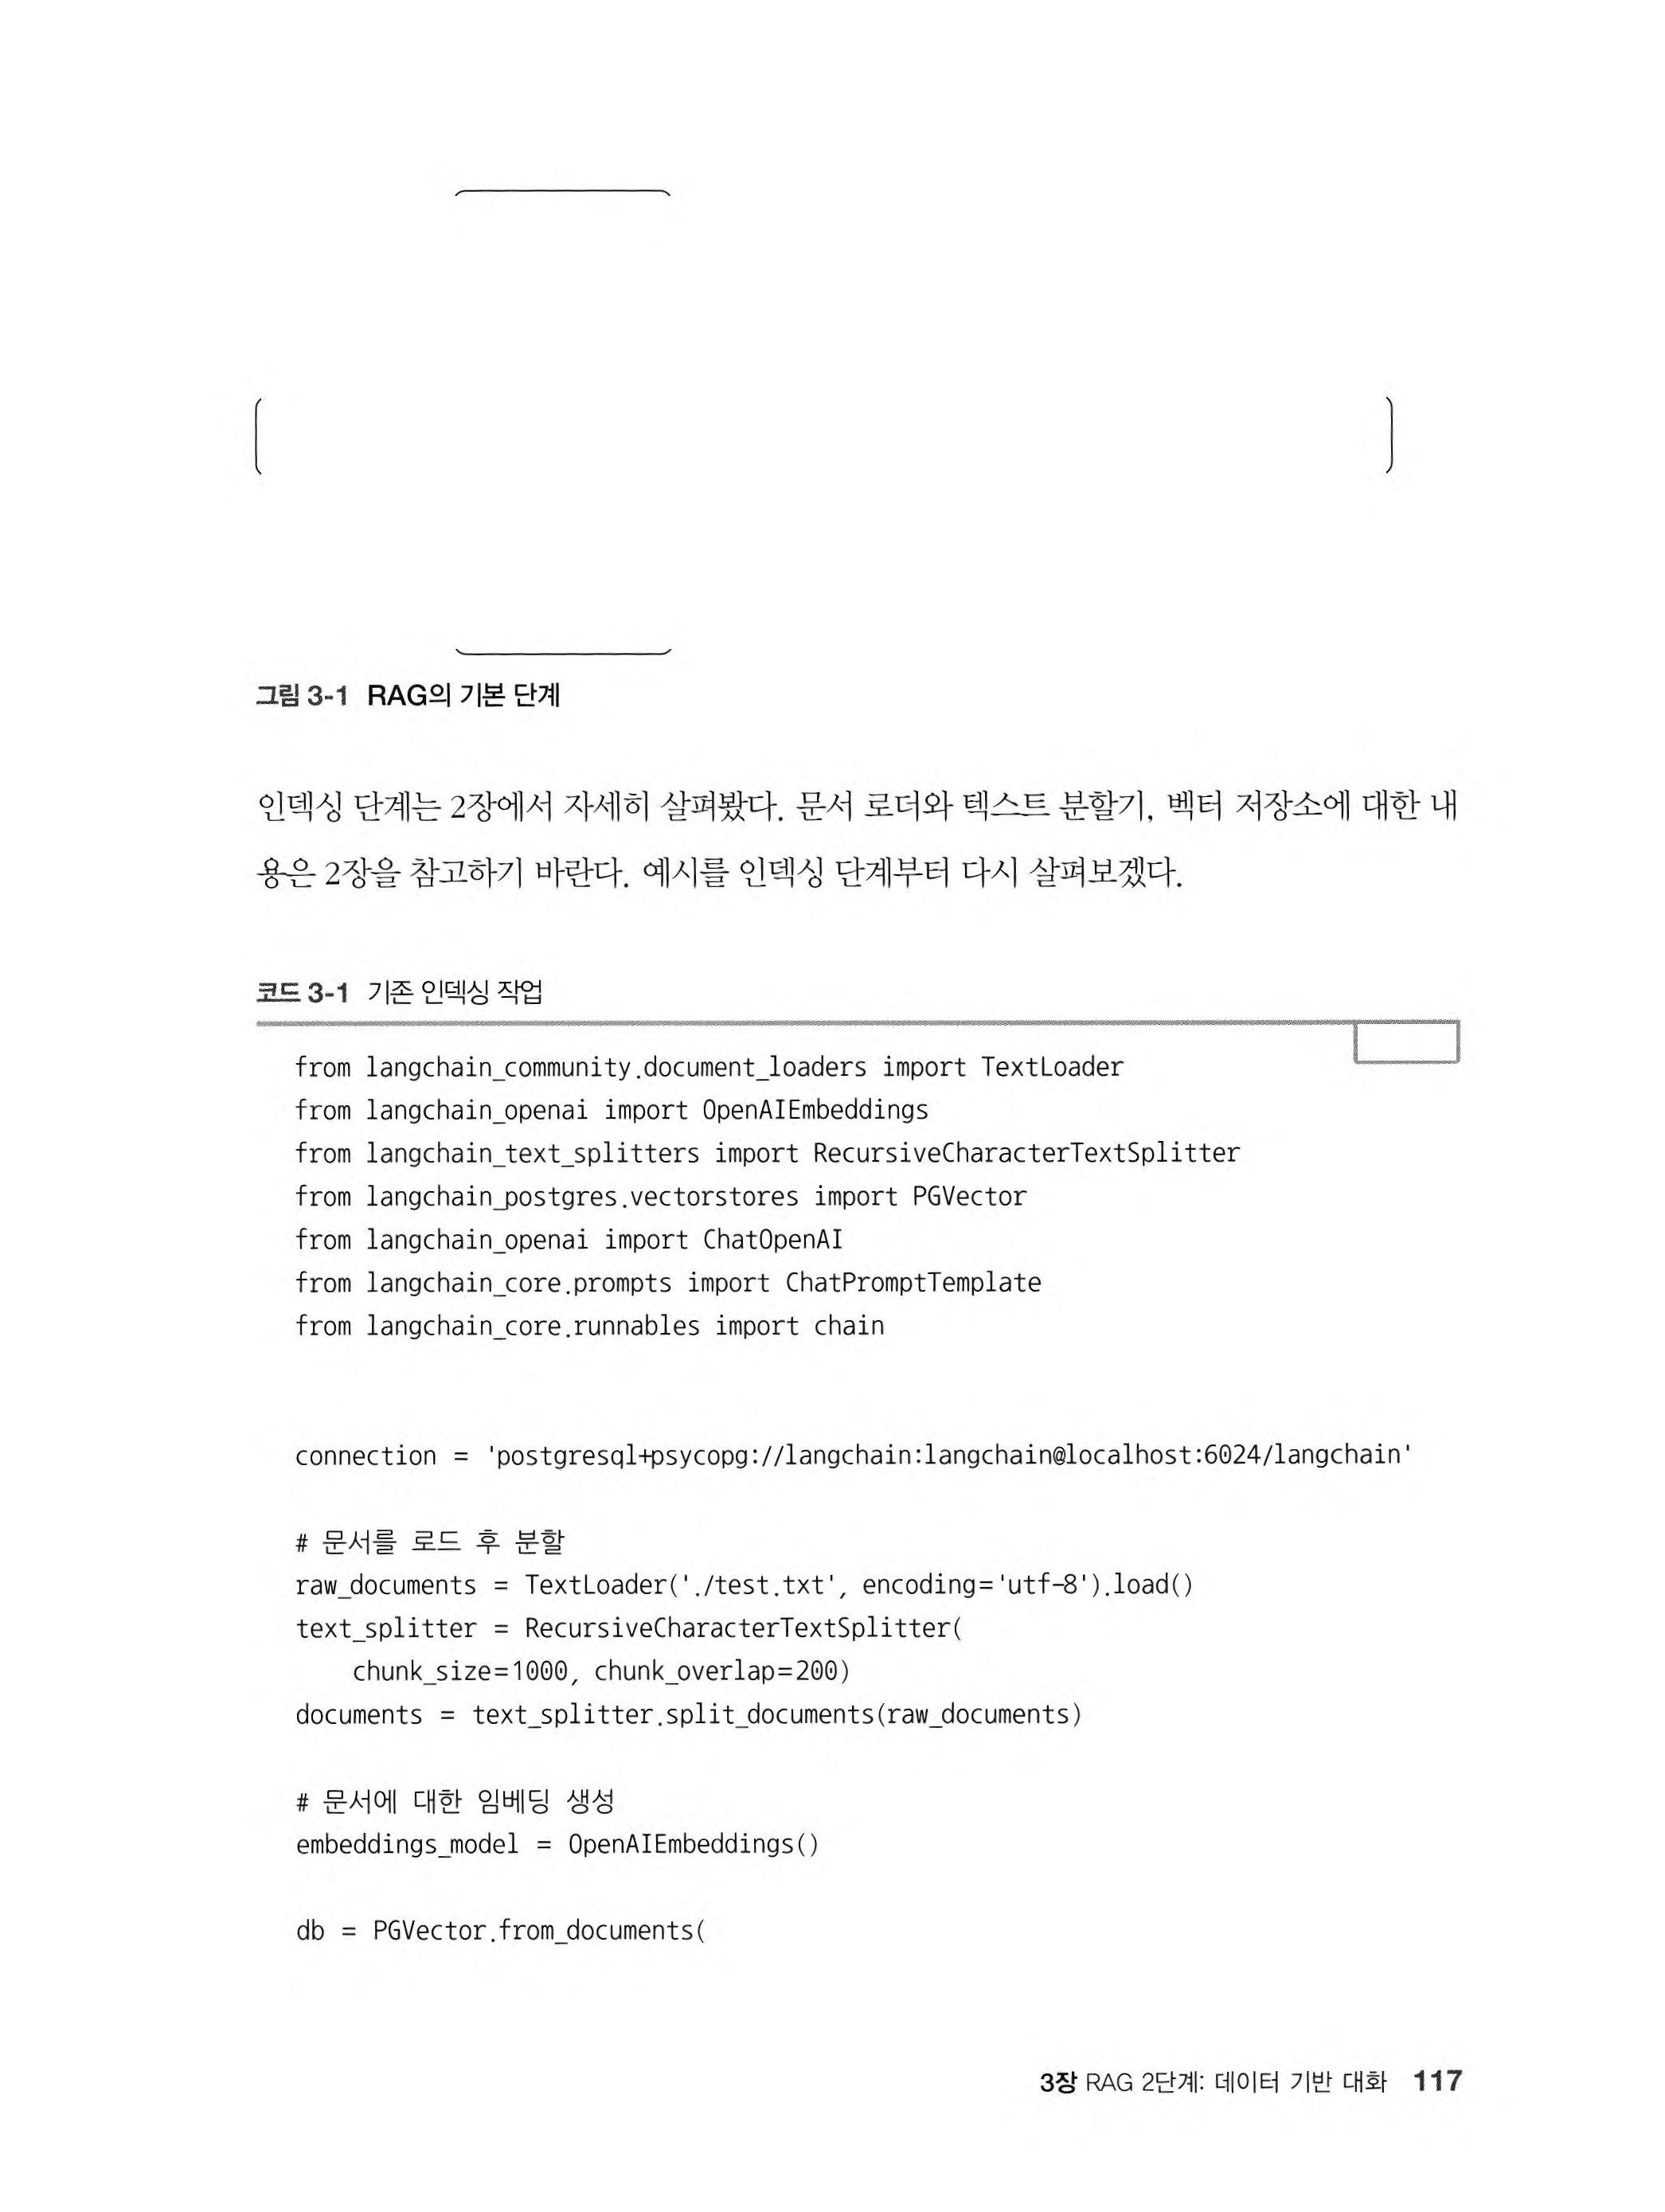 그림 3-1 RAG의 기본 단계
인덱싱 단계는 2장에서 자세히 살펴봤다. 문서 로더와 텍스트 분할기, 벡터 저장소에 대한 내
용은 2장을 참고하기 바란다. 예시를 인덱싱 단계부터 다시 살펴보겠다.
코드 3-1 기존 인덱싱 작업
from langchain_community.document_loaders import TextLoader
from langchain_openai import OpenAIEmbeddings
from langchain_text_splitters import RecursiveCharacterTextSplitter
from langchain_postgres.vectorstores import PGVector
from langchain_openai import ChatOpenAI
from langchain_core.prompts import ChatPromptTemplate
from langchain_core.runnables import chain
connection = 'postgresql+psycopg://langchain:langchain@localhost:6024/langchain'
# 문서를 로드 후 분할
raw_documents = TextLoader('./test.txt', encoding='utf-8').load()
text_splitter = RecursiveCharacterTextSplitter(
    chunk_size=1000, chunk_overlap=200)
documents = text_splitter.split_documents(raw_documents)
# 문서에 대한 임베딩 생성
embeddings_model = OpenAIEmbeddings()
db = PGVector.from_documents(
3장 RAG 2단계: 데이터 기반 대화 117